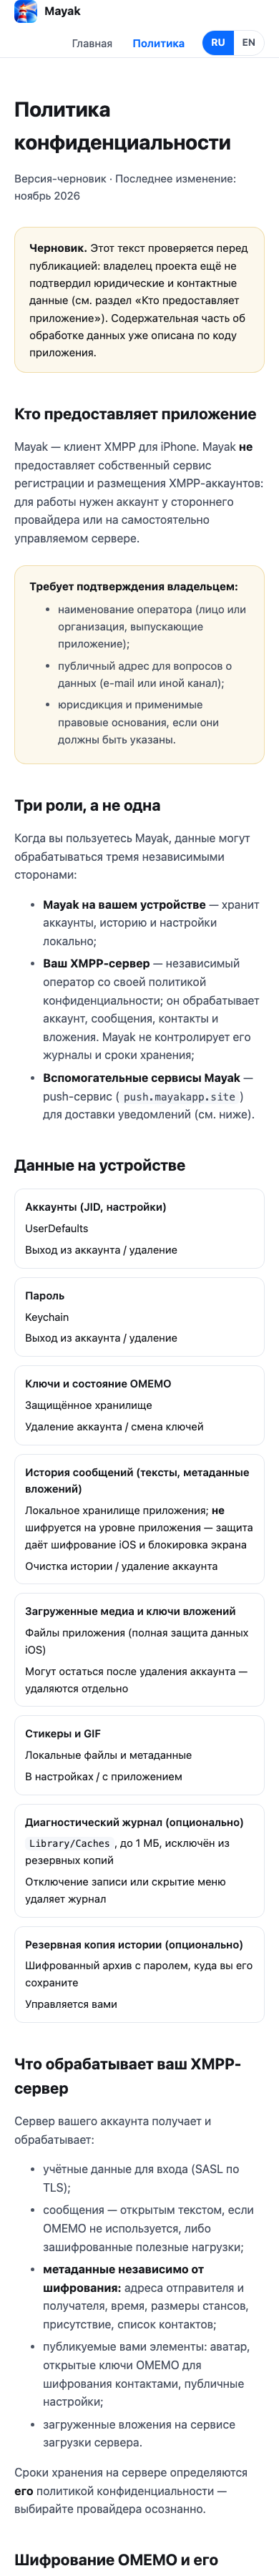 Mayak
Главная
Политика
RU
EN
Политика
конфиденциальности
Версия-черновик · Последнее изменение:
ноябрь 2026
Черновик. Этот текст проверяется перед
публикацией: владелец проекта ещё не
подтвердил юридические и контактные
данные (см. раздел «Кто предоставляет
приложение»). Содержательная часть об
обработке данных уже описана по коду
приложения.
Кто предоставляет приложение
Mayak — клиент XMPP для iPhone. Mayak не
предоставляет собственный сервис
регистрации и размещения XMPP-аккаунтов:
для работы нужен аккаунт у стороннего
провайдера или на самостоятельно
управляемом сервере.
Требует подтверждения владельцем:
• наименование оператора (лицо или
организация, выпускающие
приложение);
• публичный адрес для вопросов о
данных (e-mail или иной канал);
• юрисдикция и применимые
правовые основания, если они
должны быть указаны.
Три роли, а не одна
Когда вы пользуетесь Mayak, данные могут
обрабатываться тремя независимыми
сторонами:
• Mayak на вашем устройстве — хранит
аккаунты, историю и настройки
локально;
• Ваш XMPP-сервер — независимый
оператор со своей политикой
конфиденциальности; он обрабатывает
аккаунт, сообщения, контакты и
вложения. Mayak не контролирует его
журналы и сроки хранения;
• Вспомогательные сервисы Mayak —
push-сервис ( push.mayakapp.site )
для доставки уведомлений (см. ниже).
Данные на устройстве
Аккаунты (JID, настройки)
UserDefaults
Выход из аккаунта / удаление
Пароль
Keychain
Выход из аккаунта / удаление
Ключи и состояние OMEMO
Защищённое хранилище
Удаление аккаунта / смена ключей
История сообщений (тексты, метаданные
вложений)
Локальное хранилище приложения; не
шифруется на уровне приложения — защита
даёт шифрование iOS и блокировка экрана
Очистка истории / удаление аккаунта
Загруженные медиа и ключи вложений
Файлы приложения (полная защита данных
iOS)
Могут остаться после удаления аккаунта —
удаляются отдельно
Стикеры и GIF
Локальные файлы и метаданные
В настройках / с приложением
Диагностический журнал (опционально)
Library/Caches , до 1 МБ, исключён из
резервных копий
Отключение записи или скрытие меню
удаляет журнал
Резервная копия истории (опционально)
Шифрованный архив с паролем, куда вы его
сохраните
Управляется вами
Что обрабатывает ваш XMPP-
сервер
Сервер вашего аккаунта получает и
обрабатывает:
• учётные данные для входа (SASL по
TLS);
• сообщения — открытым текстом, если
OMEMO не используется, либо
зашифрованные полезные нагрузки;
• метаданные независимо от
шифрования: адреса отправителя и
получателя, время, размеры стансов,
присутствие, список контактов;
• публикуемые вами элементы: аватар,
открытые ключи OMEMO для
шифрования контактами, публичные
настройки;
• загруженные вложения на сервисе
загрузки сервера.
Сроки хранения на сервере определяются
его политикой конфиденциальности —
выбирайте провайдера осознанно.
Шифрование OMEMO и его